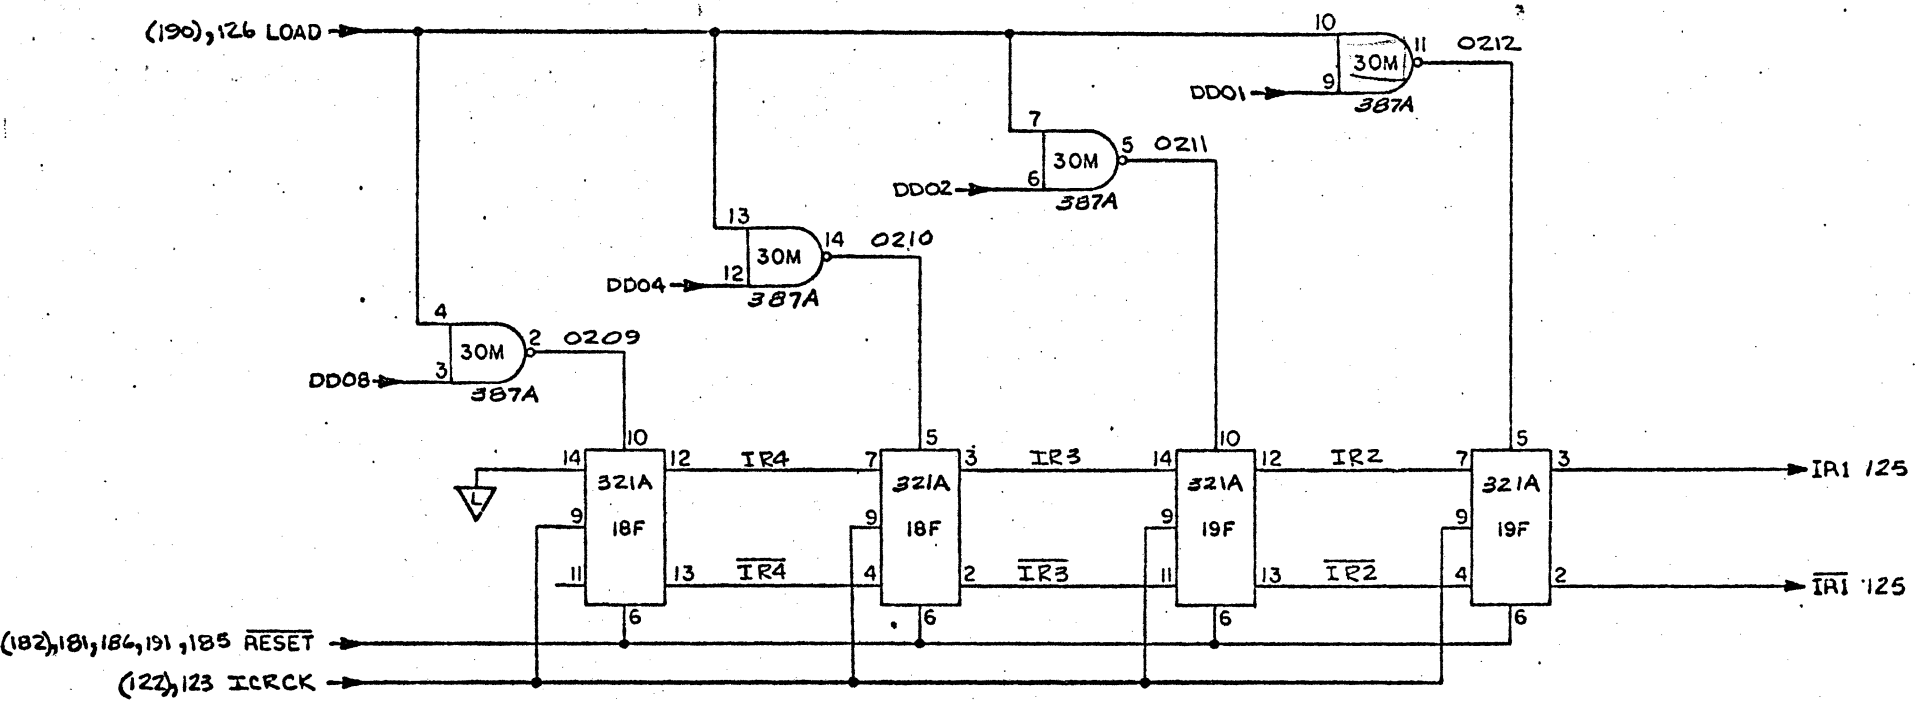 (190),126 LOAD
10
30M
11
0212
DD01
9
387A
7
30M
5
0211
DD02
6
387A
13
30M
14
0210
DD04
12
387A
4
30M
2
0209
DD08
3
387A
10
5
10
5
14
321A
12
IR4
7
321A
3
IR3
14
321A
12
IR2
7
321A
3
IR1 125
L
9
18F
9
18F
9
19F
9
19F
11
13
IR4
4
2
IR3
11
13
IR2
4
2
IR1 125
6
6
6
6
(182),181,186,191,185 RESET
(122),123 ICRCK